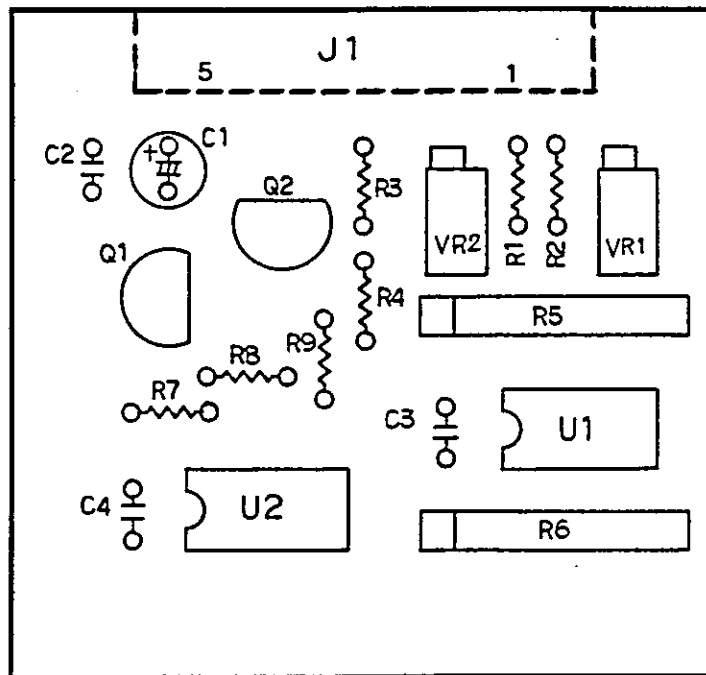 J1
5 1
C2 + C1
Q2 R3
VR2 R1 R2 VR1
Q1
R4 R5
R9
R8
R7
C3 U1
C4 U2 R6